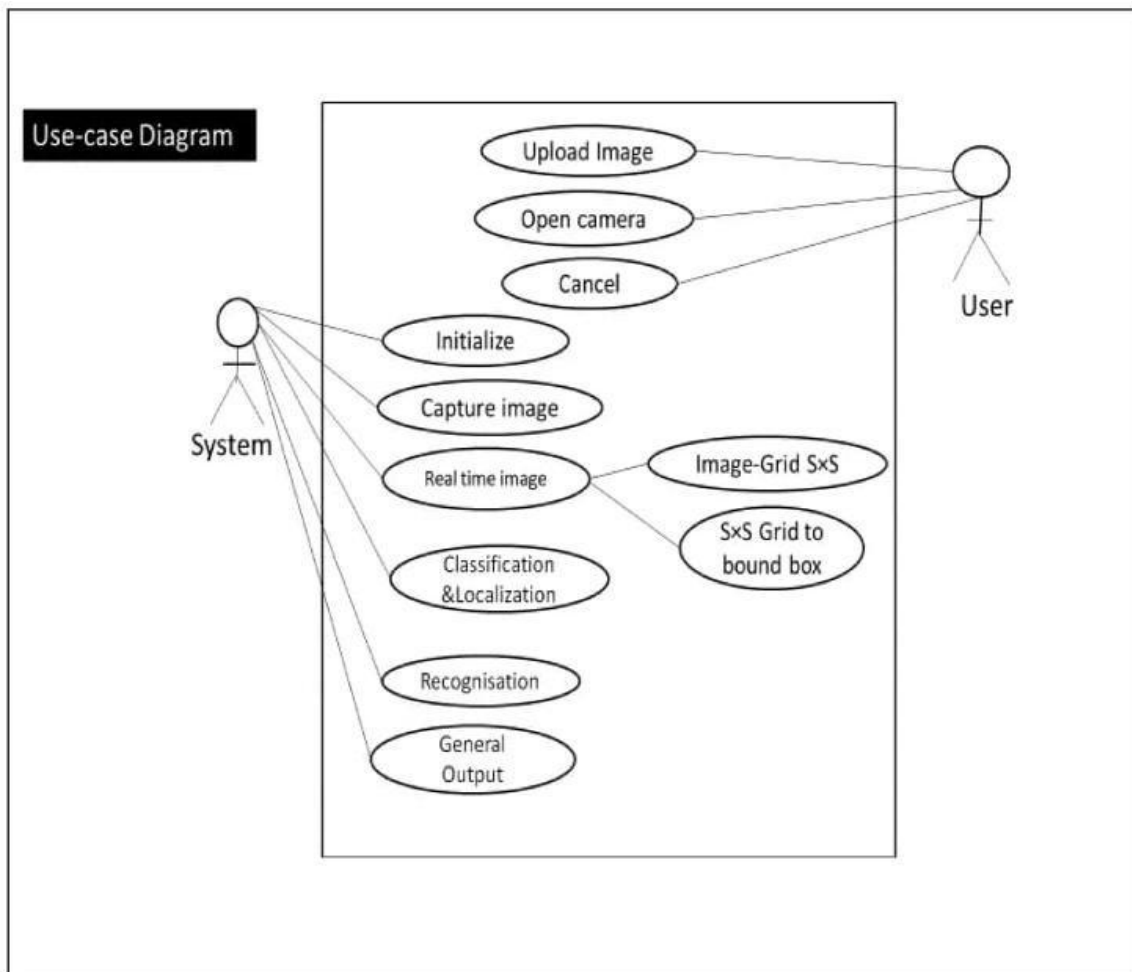 Use-case Diagram
Upload Image
Open camera
Cancel
User
Initialize
System
Capture image
Real time image
Image-Grid S×S
S×S Grid to
bound box
Classification
&Localization
Recognisation
General
Output